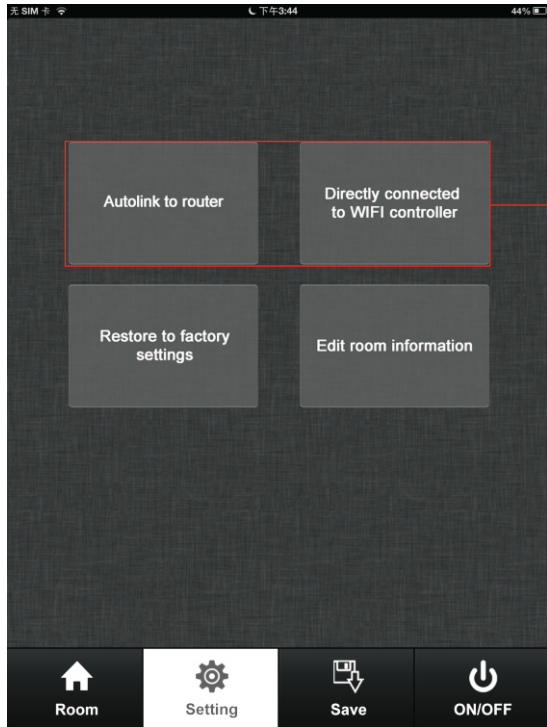 无 SIM 卡 下午3:44 44%
Autolink to router
Directly connected
to WIFI controller
Restore to factory
settings
Edit room information
Room Setting Save ON/OFF